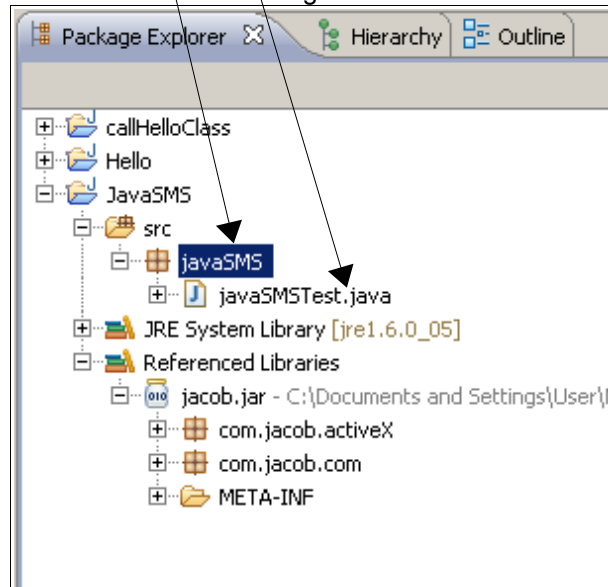 Package Explorer Hierarchy Outline
callHelloClass
Hello
JavaSMS
src
javaSMS
javaSMSTest.java
JRE System Library [jre1.6.0_05]
Referenced Libraries
jacob.jar - C:\Documents and Settings\User\
com.jacob.activeX
com.jacob.com
META-INF